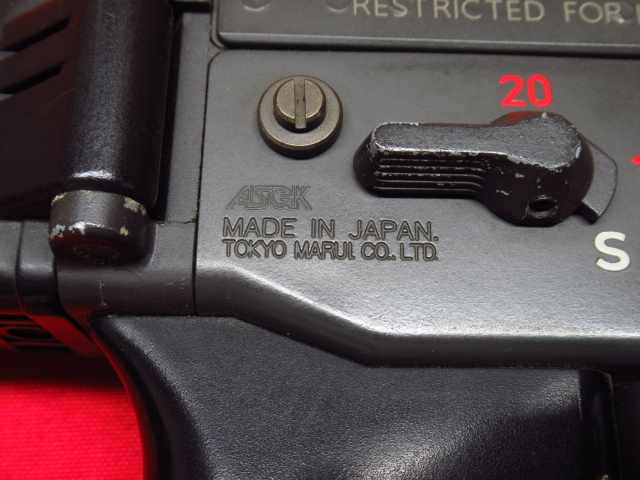 RESTRICTED FOR
20
ASGK
MADE IN JAPAN.
TOKYO MARUI CO., LTD.
S